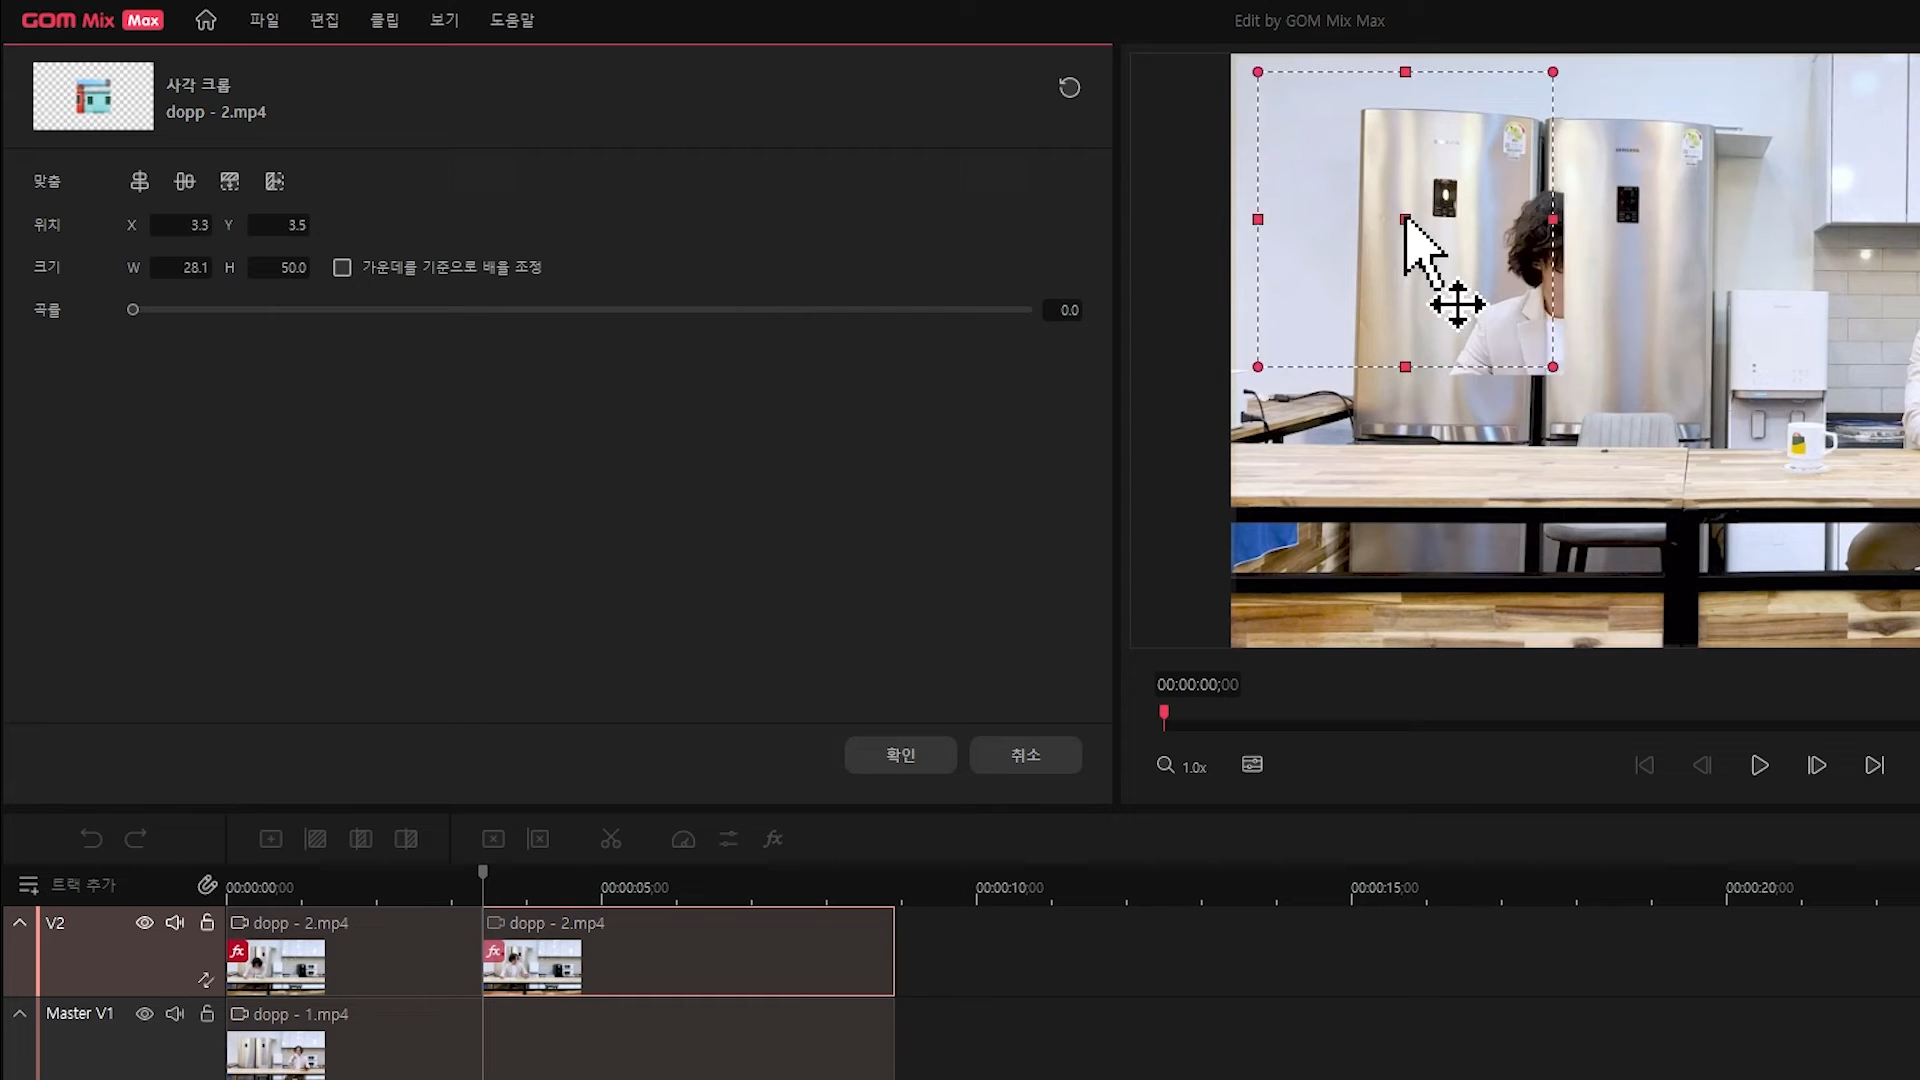 GOM Mix Max 파일 편집 클립 보기 도움말 Edit by GOM Mix Max
사각 크롭
dopp - 2.mp4
맞춤
위치 X 3.3 Y 3.5
크기 W 28.1 H 50.0 가운데를 기준으로 배율 조정
곡률 0.0
SAMSUNG
확인 취소
00:00:00;00
1.0x
fx
트랙 추가 00:00:00;00 00:00:05;00 00:00:10;00 00:00:15;00 00:00:20;00
V2 dopp - 2.mp4 dopp - 2.mp4
fx fx
Master V1 dopp - 1.mp4